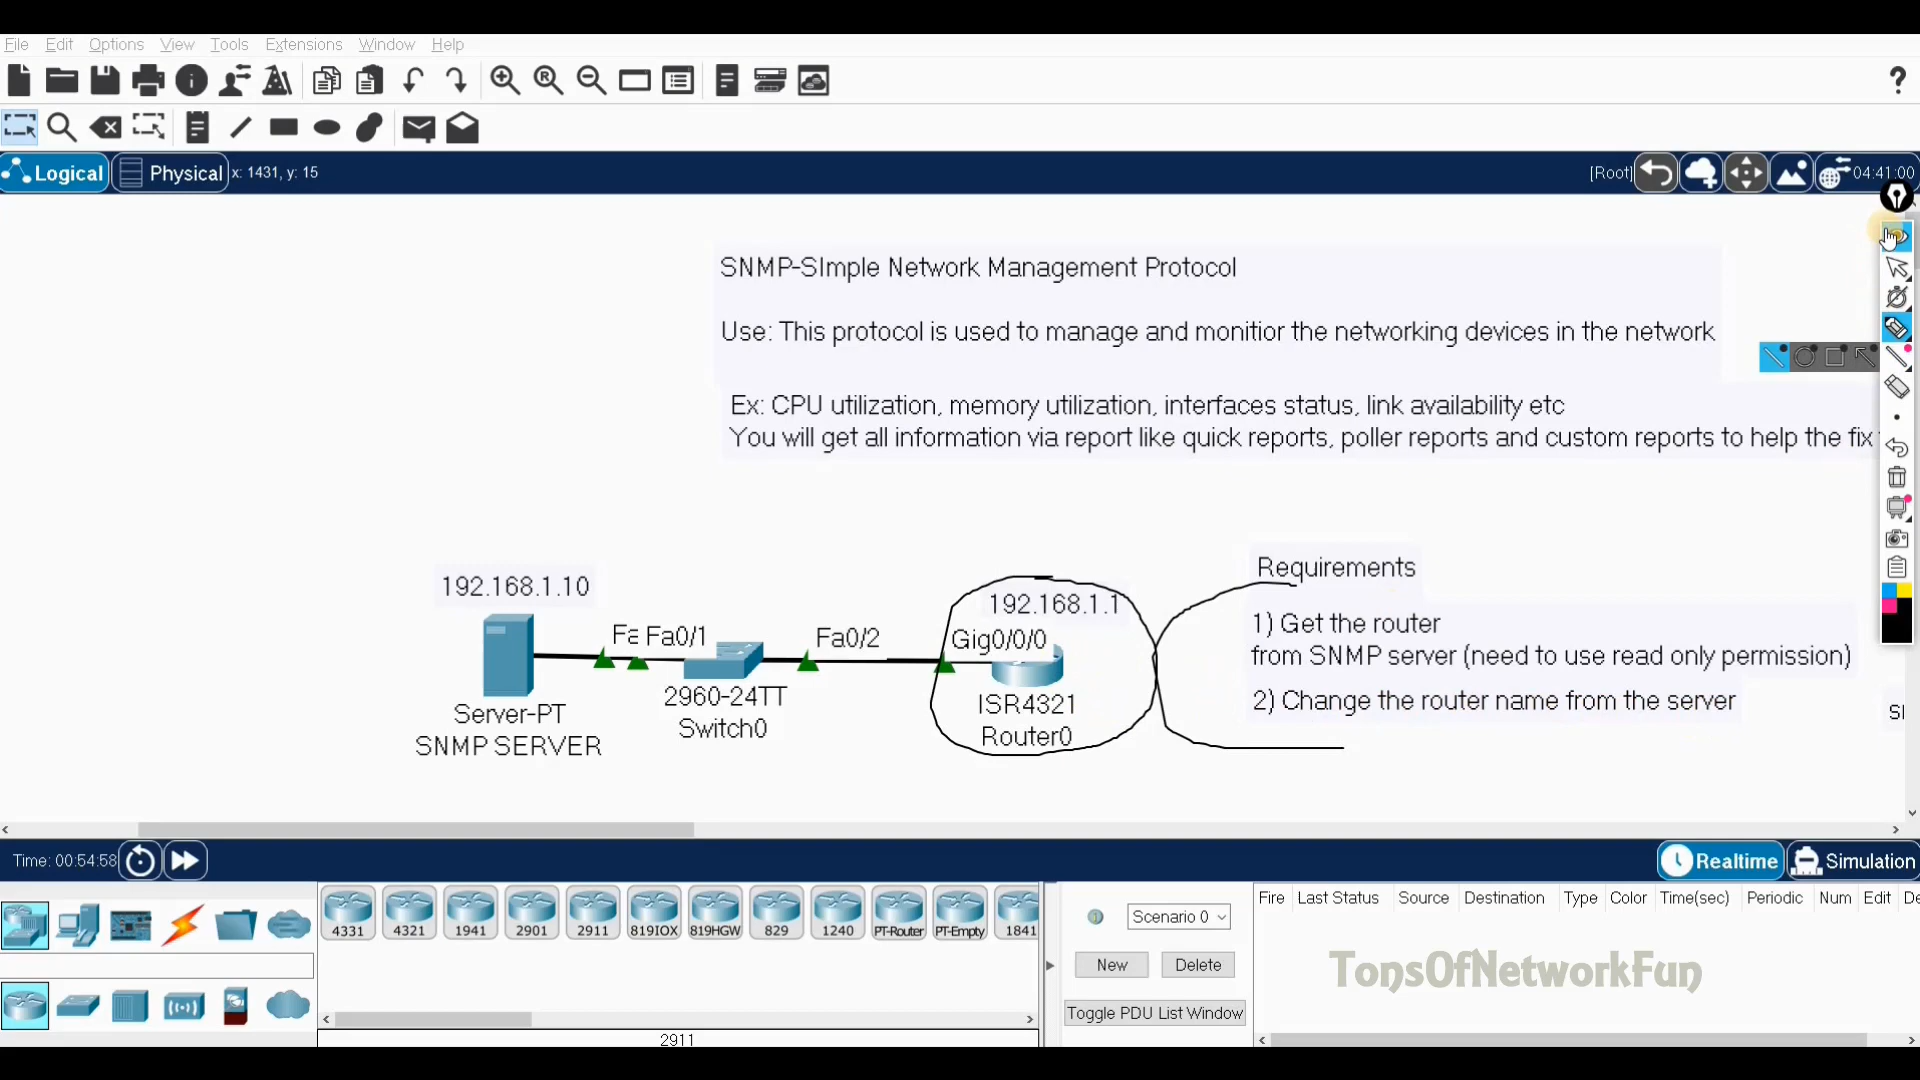 File Edit Options View Tools Extensions Window Help
Logical Physical x: 1431, y: 15 [Root] 04:41:00
SNMP-SImple Network Management Protocol
Use: This protocol is used to manage and monitior the networking devices in the network
Ex: CPU utilization, memory utilization, interfaces status, link availability etc
You will get all information via report like quick reports, poller reports and custom reports to help the fix
Requirements
192.168.1.10
192.168.1.1
1) Get the router
Fa0/1 Fa0/2 Gig0/0/0
from SNMP server (need to use read only permission)
2) Change the router name from the server
2960-24TT
Switch0
ISR4321
Router0
Server-PT
SNMP SERVER
Time: 00:54:58 Realtime Simulation
4331 4321 1941 2901 2911 819IOX 819HGW 829 1240 PT-Router PT-Empty 1841
2911
Scenario 0
New Delete
Toggle PDU List Window
Fire Last Status Source Destination Type Color Time(sec) Periodic Num Edit
TonsOfNetworkFun